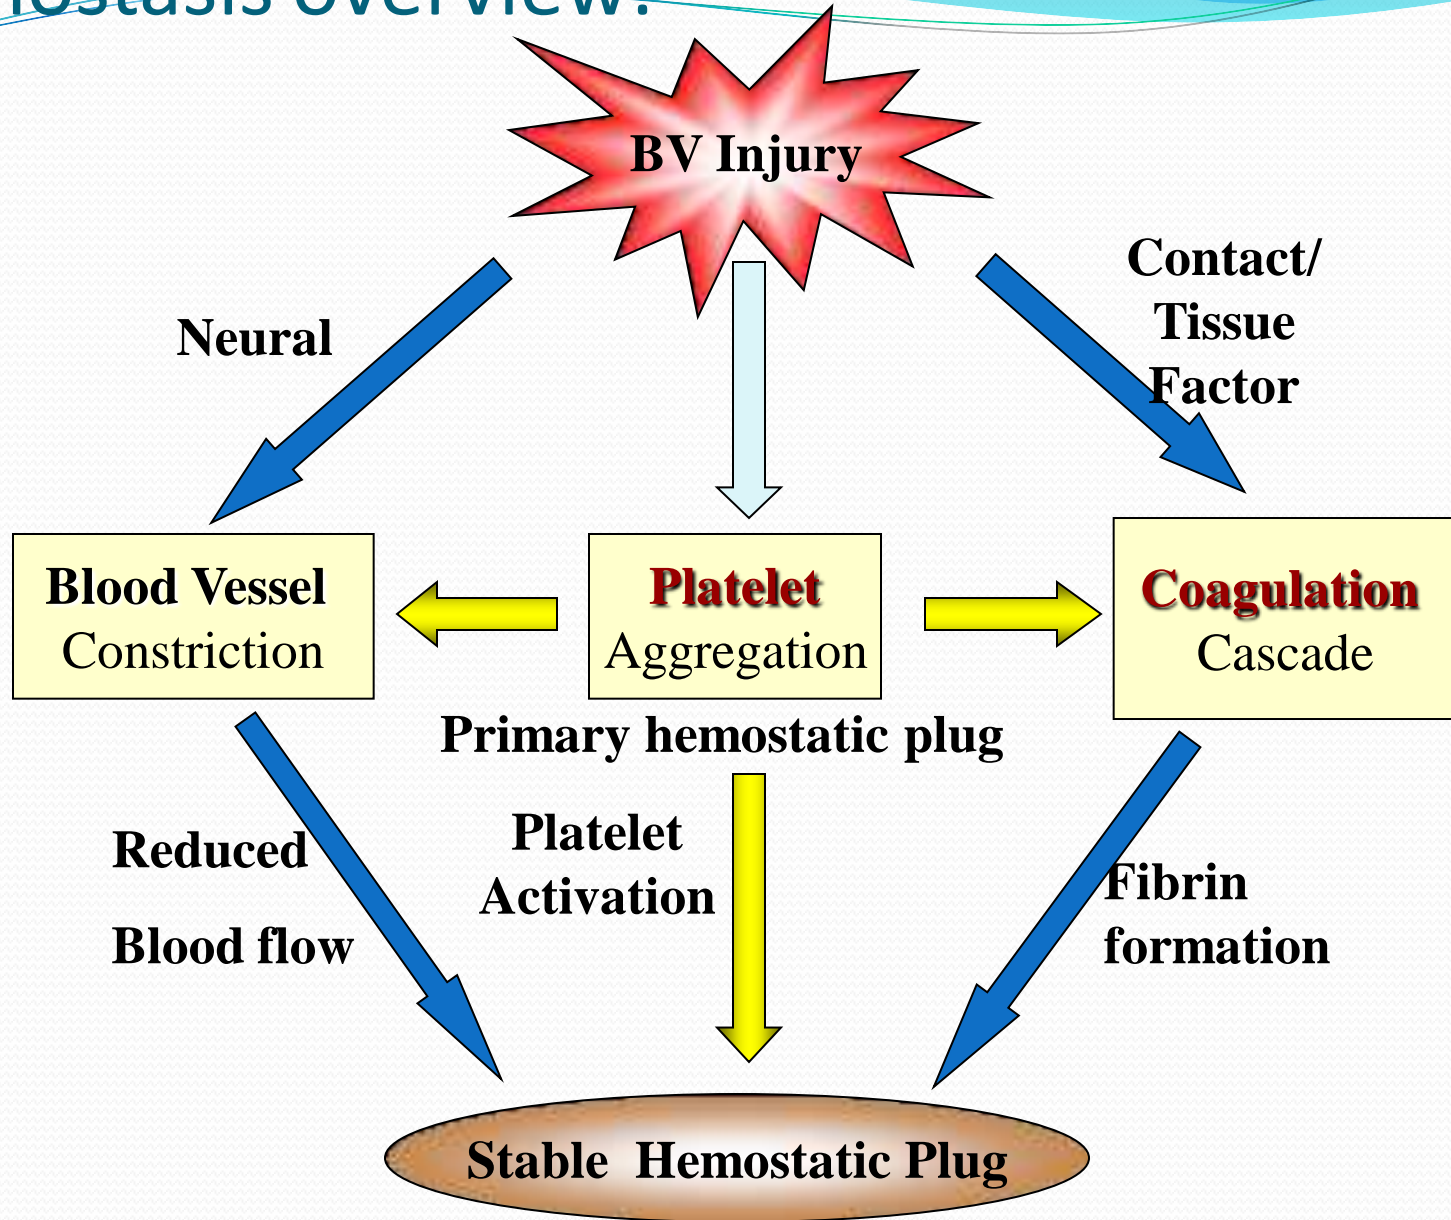 overview:
BV Injury
Neural
Contact/
Tissue
Factor
Blood Vessel
Constriction
Platelet
Aggregation
Coagulation
Cascade
Primary hemostatic plug
Reduced
Blood flow
Platelet
Activation
Fibrin
formation
Stable Hemostatic Plug